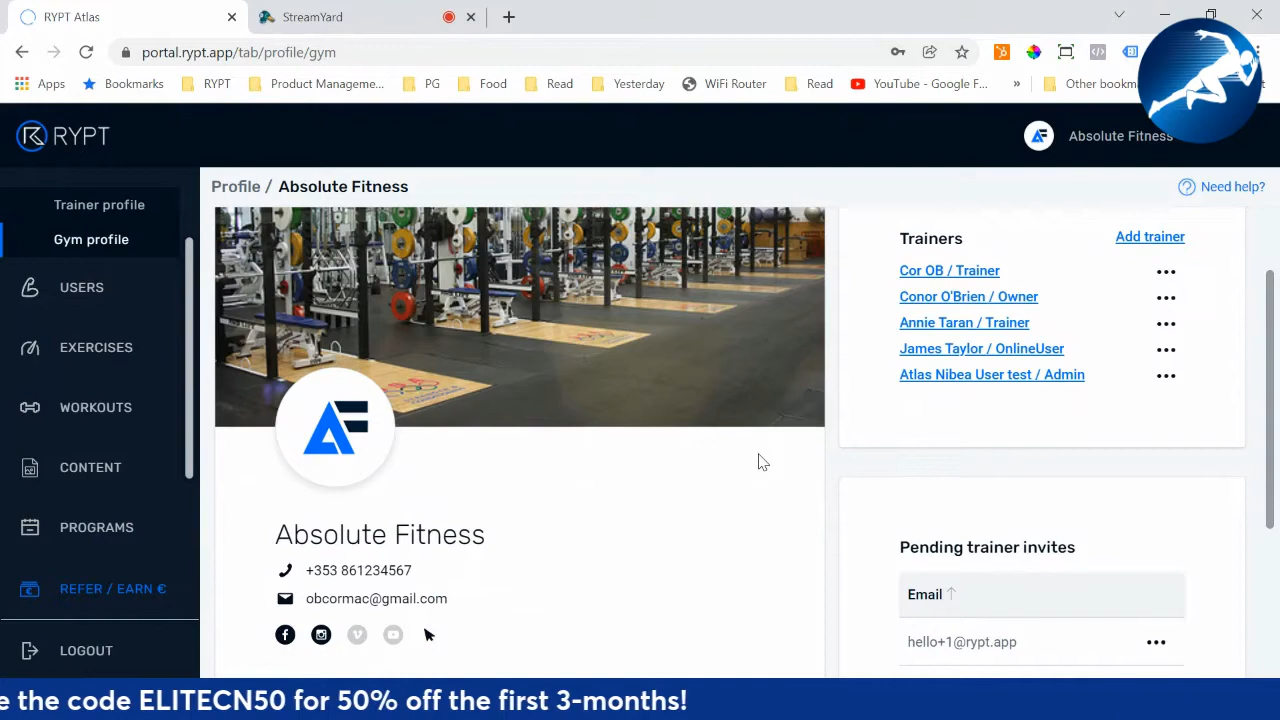 RYPT Atlas
StreamYard
portal.rypt.app/tab/profile/gym
Apps
Bookmarks
RYPT
Product Manageme...
PG
Food
Read
Yesterday
WiFi Router
Read
YouTube - Google F...
»
Other bookm
RYPT
Absolute Fitness
Trainer profile
Gym profile
USERS
EXERCISES
WORKOUTS
CONTENT
PROGRAMS
REFER / EARN €
LOGOUT
Profile / Absolute Fitness
Need help?
AF
Absolute Fitness
+353 861234567
obcormac@gmail.com
Trainers
Add trainer
Cor OB / Trainer
Conor O'Brien / Owner
Annie Taran / Trainer
James Taylor / OnlineUser
Atlas Nibea User test / Admin
Pending trainer invites
Email
hello+1@rypt.app
e the code ELITECN50 for 50% off the first 3-months!